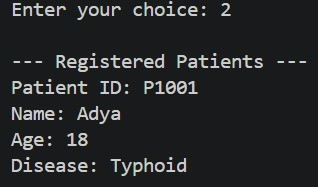 Enter your choice: 2
--- Registered Patients ---
Patient ID: P1001
Name: Adya
Age: 18
Disease: Typhoid